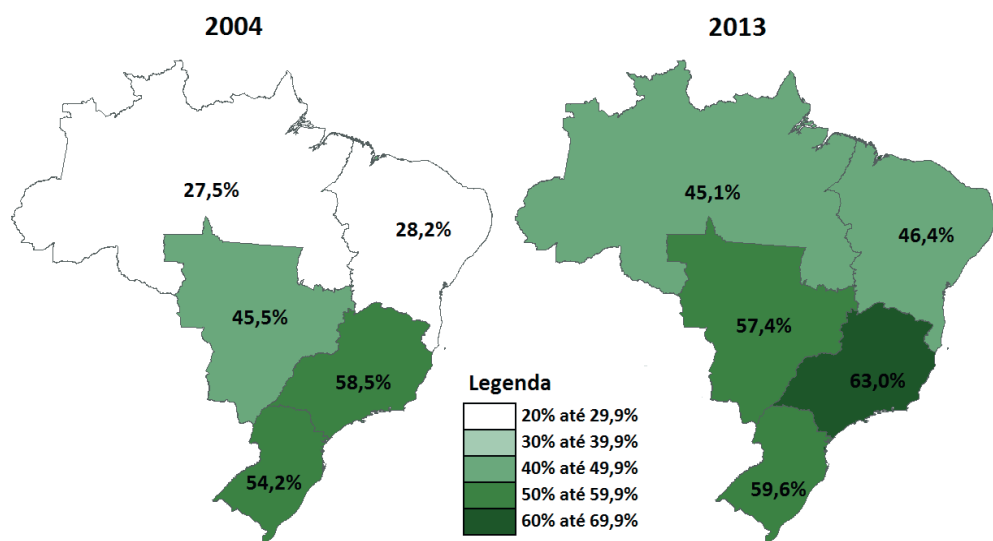 2004
27,5%
28,2%
45,5%
58,5%
54,2%
2013
45,1%
46,4%
57,4%
63,0%
59,6%
Legenda
20% até 29,9%
30% até 39,9%
40% até 49,9%
50% até 59,9%
60% até 69,9%